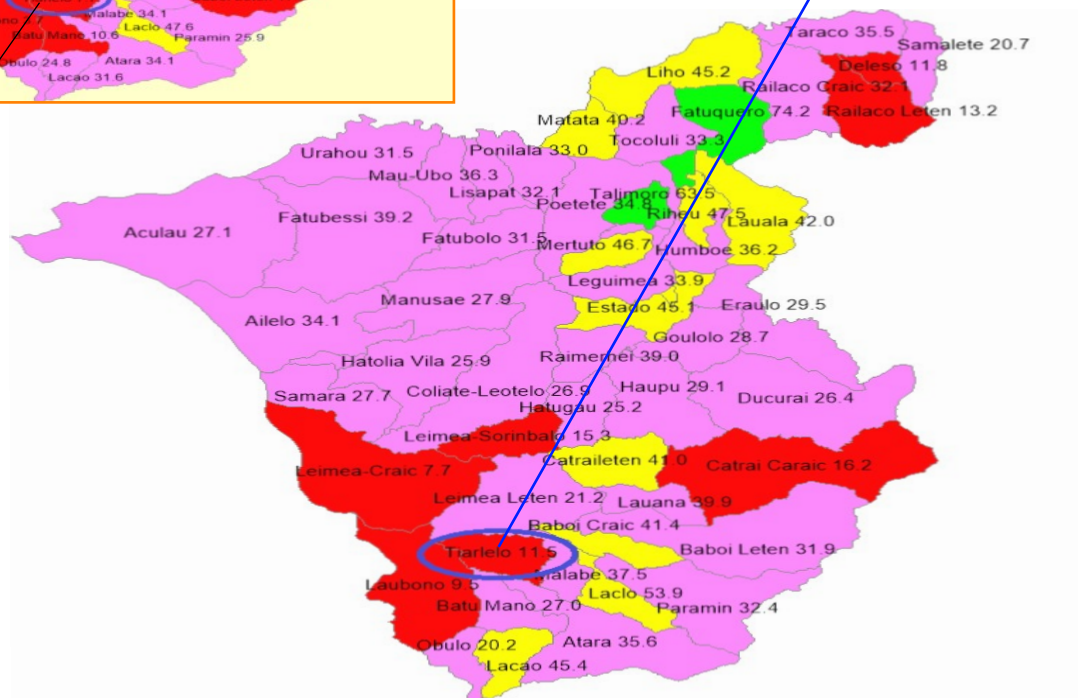 Malabe 34.1
Laclo 47.6
Batu Mane 10.6
Paramin 25.9
Obulo 24.8
Atara 34.1
Lacao 31.6
Taraco 35.5
Samalete 20.7
Deleso 11.8
Liho 45.2
Railaco Craic 32.1
Fatuquero 74.2
Railaco Leten 13.2
Matata 40.2
Tocoluli 33.3
Urahou 31.5
Ponilala 33.0
Mau-Ubo 36.3
Lisapat 32.1
Talimoro 63.5
Poetete 34.8
Riheu 47.5
Fatubessi 39.2
Lauala 42.0
Aculau 27.1
Fatubolo 31.5
Mertuto 46.7
Humboe 36.2
Leguimea 33.9
Manusae 27.9
Estado 45.1
Eraulo 29.5
Ailelo 34.1
Goulolo 28.7
Hatolia Vila 25.9
Raimerhei 39.0
Samara 27.7
Coliate-Leotelo 26.9
Haupu 29.1
Ducurai 26.4
Hatugau 25.2
Leimea-Sorinbalo 15.3
Leimea-Craic 7.7
Catraileten 41.0
Catrai Caraic 16.2
Leimea Leten 21.2
Lauana 39.9
Baboi Craic 41.4
Tiarlelo 11.5
Baboi Leten 31.9
Malabe 37.5
Laubono 9.5
Laclo 53.9
Batu Mano 27.0
Paramin 32.4
Obulo 20.2
Atara 35.6
Lacao 45.4